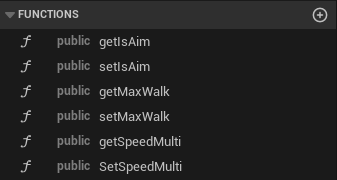 FUNCTIONS
f public getIsAim
f public setIsAim
f public getMaxWalk
f public setMaxWalk
f public getSpeedMulti
f public SetSpeedMulti